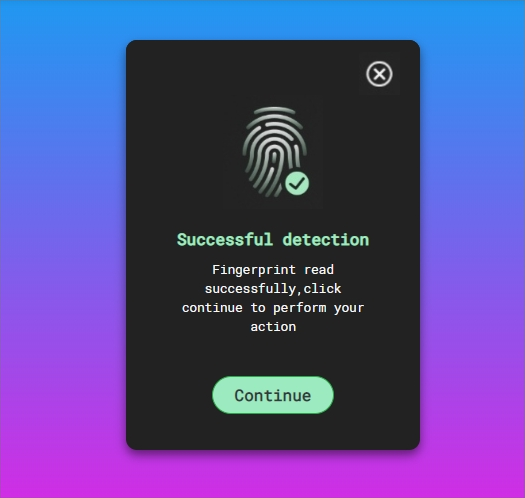 Successful detection
Fingerprint read
successfully,click
continue to perform your
action
Continue